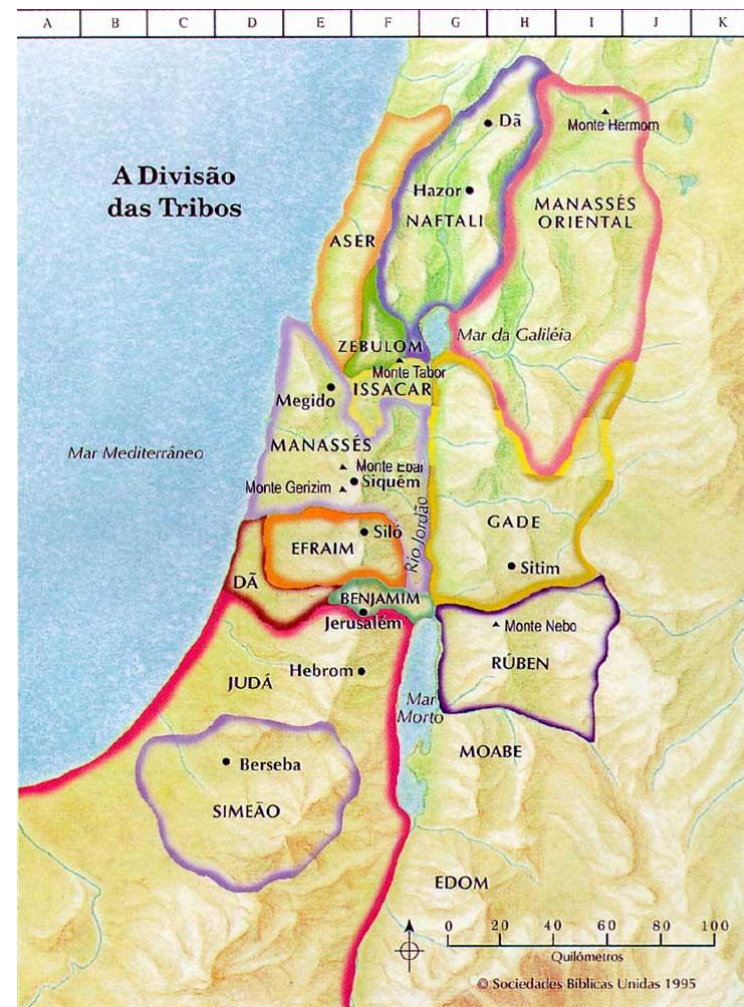 A B C D E F G H I J K
A Divisão
das Tribos
Dã
Monte Hermom
Hazor
NAFTALI
MANASSÉS
ORIENTAL
ASER
Mar da Galiléia
ZEBULOM
Monte Tabor
ISSACAR
Megido
MANASSÉS
Mar Mediterrâneo
Monte Ebal
Siquém
Monte Gerizim
Rio Jordão
GADE
Siló
EFRAIM
Sitim
DÃ
BENJAMIM
Jerusalém
Monte Nebo
RÚBEN
Hebrom
JUDÁ
Mar
Morto
MOABE
Berseba
SIMEÃO
EDOM
0 20 40 60 80 100
Quilómetros
© Sociedades Bíblicas Unidas 1995